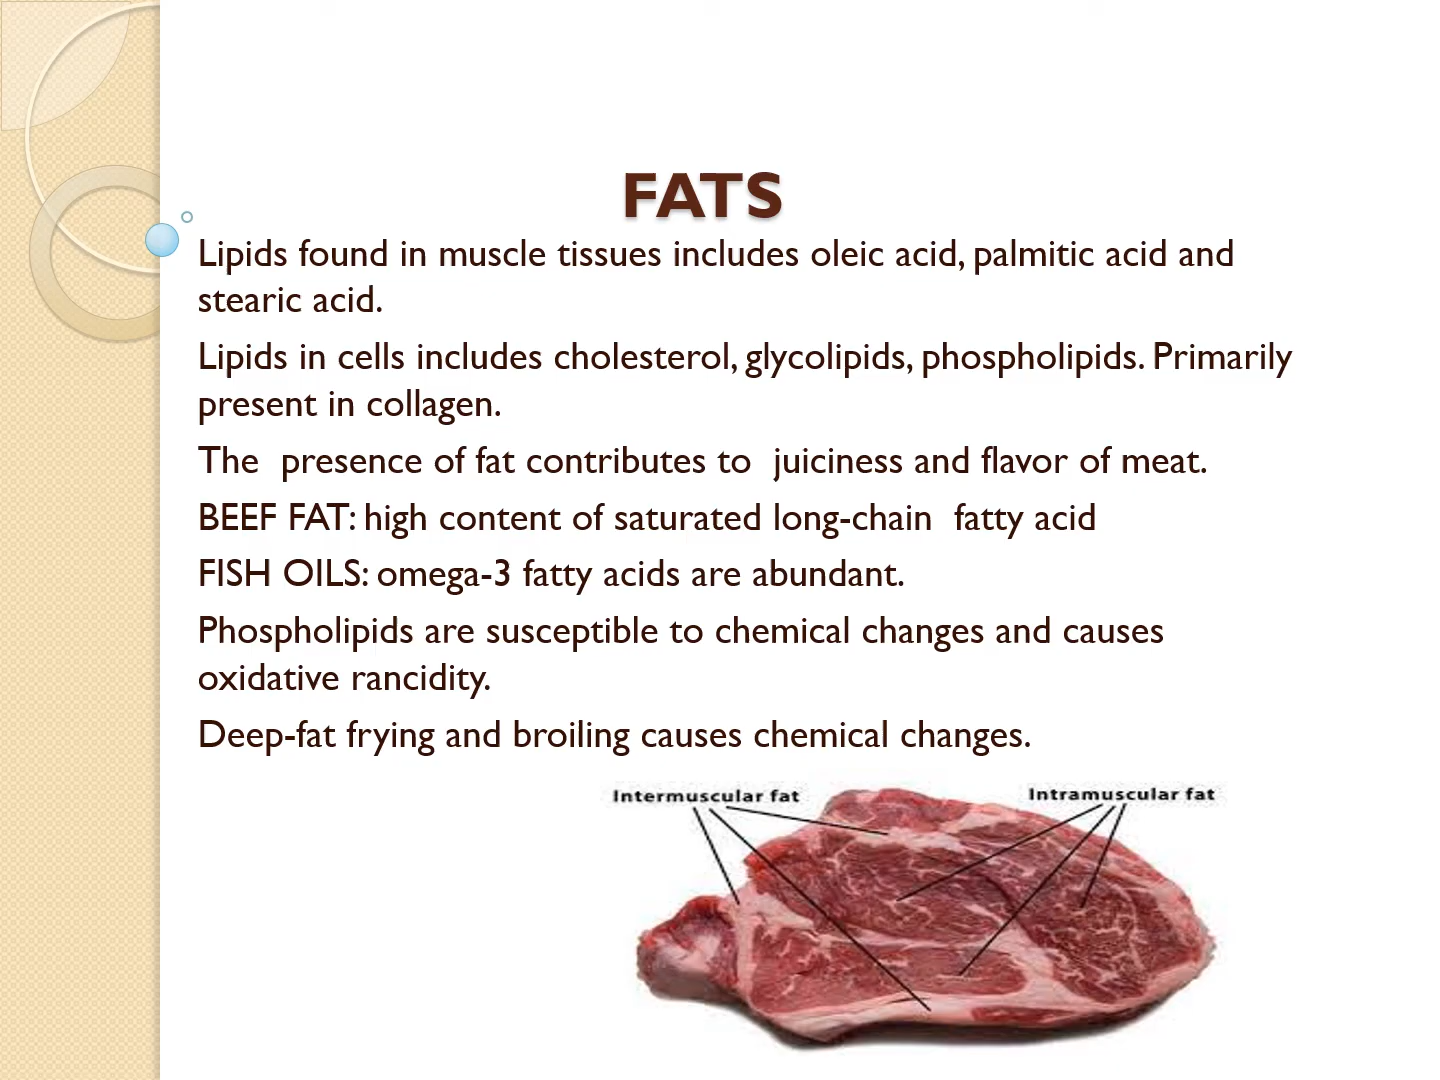 FATS
Lipids found in muscle tissues includes oleic acid, palmitic acid and
stearic acid.
Lipids in cells includes cholesterol, glycolipids, phospholipids. Primarily
present in collagen.
The  presence of fat contributes to  juiciness and flavor of meat.
BEEF FAT: high content of saturated long-chain  fatty acid
FISH OILS: omega-3 fatty acids are abundant.
Phospholipids are susceptible to chemical changes and causes
oxidative rancidity.
Deep-fat frying and broiling causes chemical changes.
Intermuscular fat
Intramuscular fat